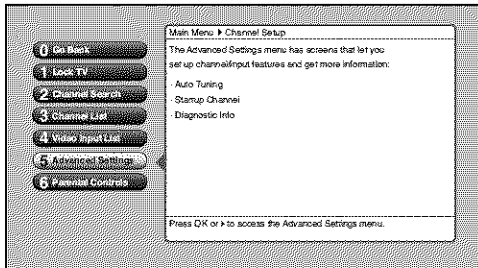 Main Menu ▶ Channel Setup
0 Go Back
1 Lock TV
2 Channel Search
3 Channel List
4 Video Input List
5 Advanced Settings
6 Parental Controls
The Advanced Settings menu has screens that let you
set up channel/input features and get more information:
· Auto Tuning
· Startup Channel
· Diagnostic Info
Press OK or ▶ to access the Advanced Settings menu.